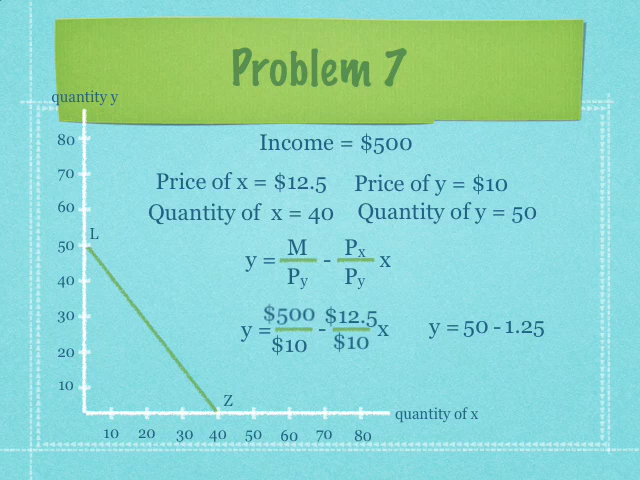 Problem 7
quantity y
Income = $500
Price of x = $12.5 Price of y = $10
Quantity of x = 40 Quantity of y = 50
y = M/Py - Px/Py x
y = $500/$10 - $12.5/$10 x y = 50 - 1.25
80
70
60
50
40
30
20
10
L
Z
quantity of x
10 20 30 40 50 60 70 80